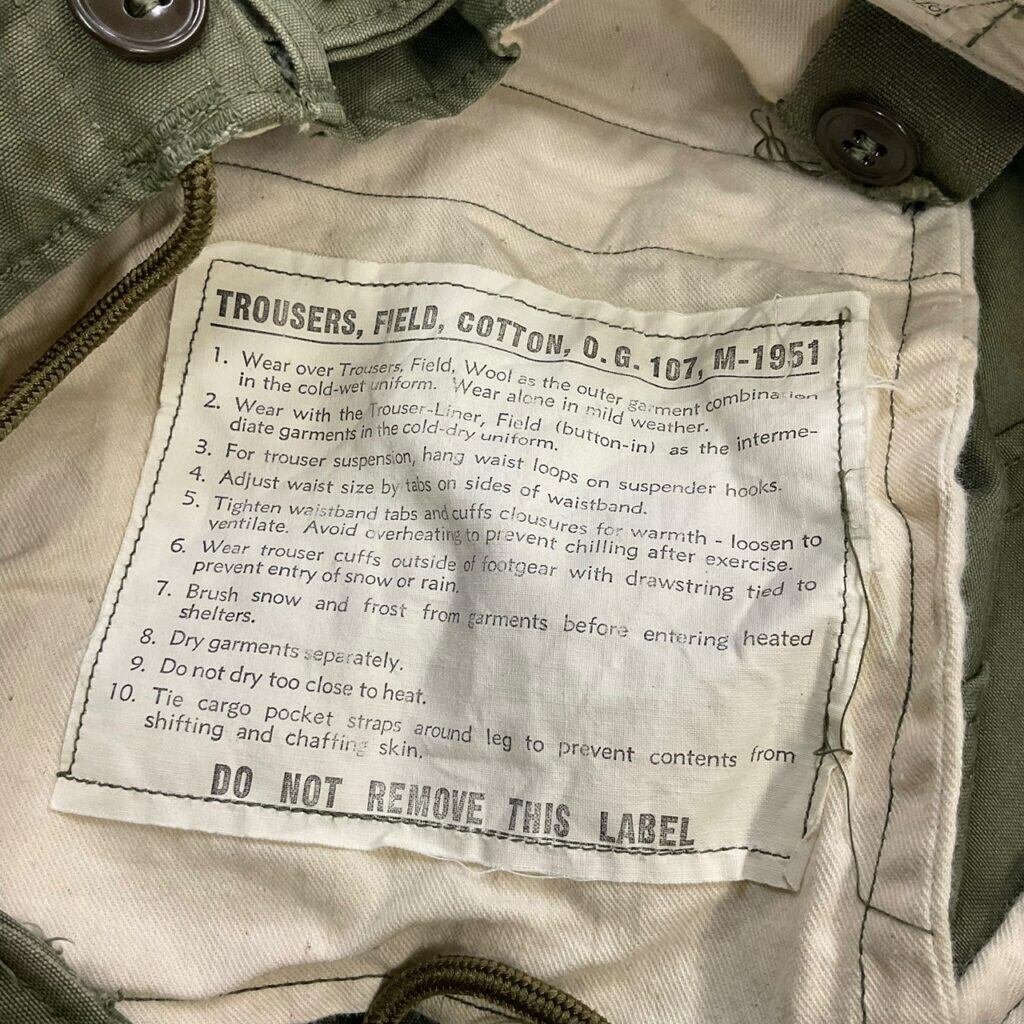 TROUSERS, FIELD, COTTON, O. G. 107, M-1951
1. Wear over Trousers, Field, Wool as the outer garment combination
in the cold-wet uniform. Wear alone in mild weather.
2. Wear with the Trouser-Liner, Field (button-in) as the interme-
diate garments in the cold-dry uniform.
3. For trouser suspension, hang waist loops on suspender hooks.
4. Adjust waist size by tabs on sides of waistband.
5. Tighten waistband tabs and cuffs clousures for warmth - loosen to
ventilate. Avoid overheating to prevent chilling after exercise.
6. Wear trouser cuffs outside of footgear with drawstring tied to
prevent entry of snow or rain.
7. Brush snow and frost from garments before entering heated
shelters.
8. Dry garments separately.
9. Do not dry too close to heat.
10. Tie cargo pocket straps around leg to prevent contents from
shifting and chaffing skin.
DO NOT REMOVE THIS LABEL